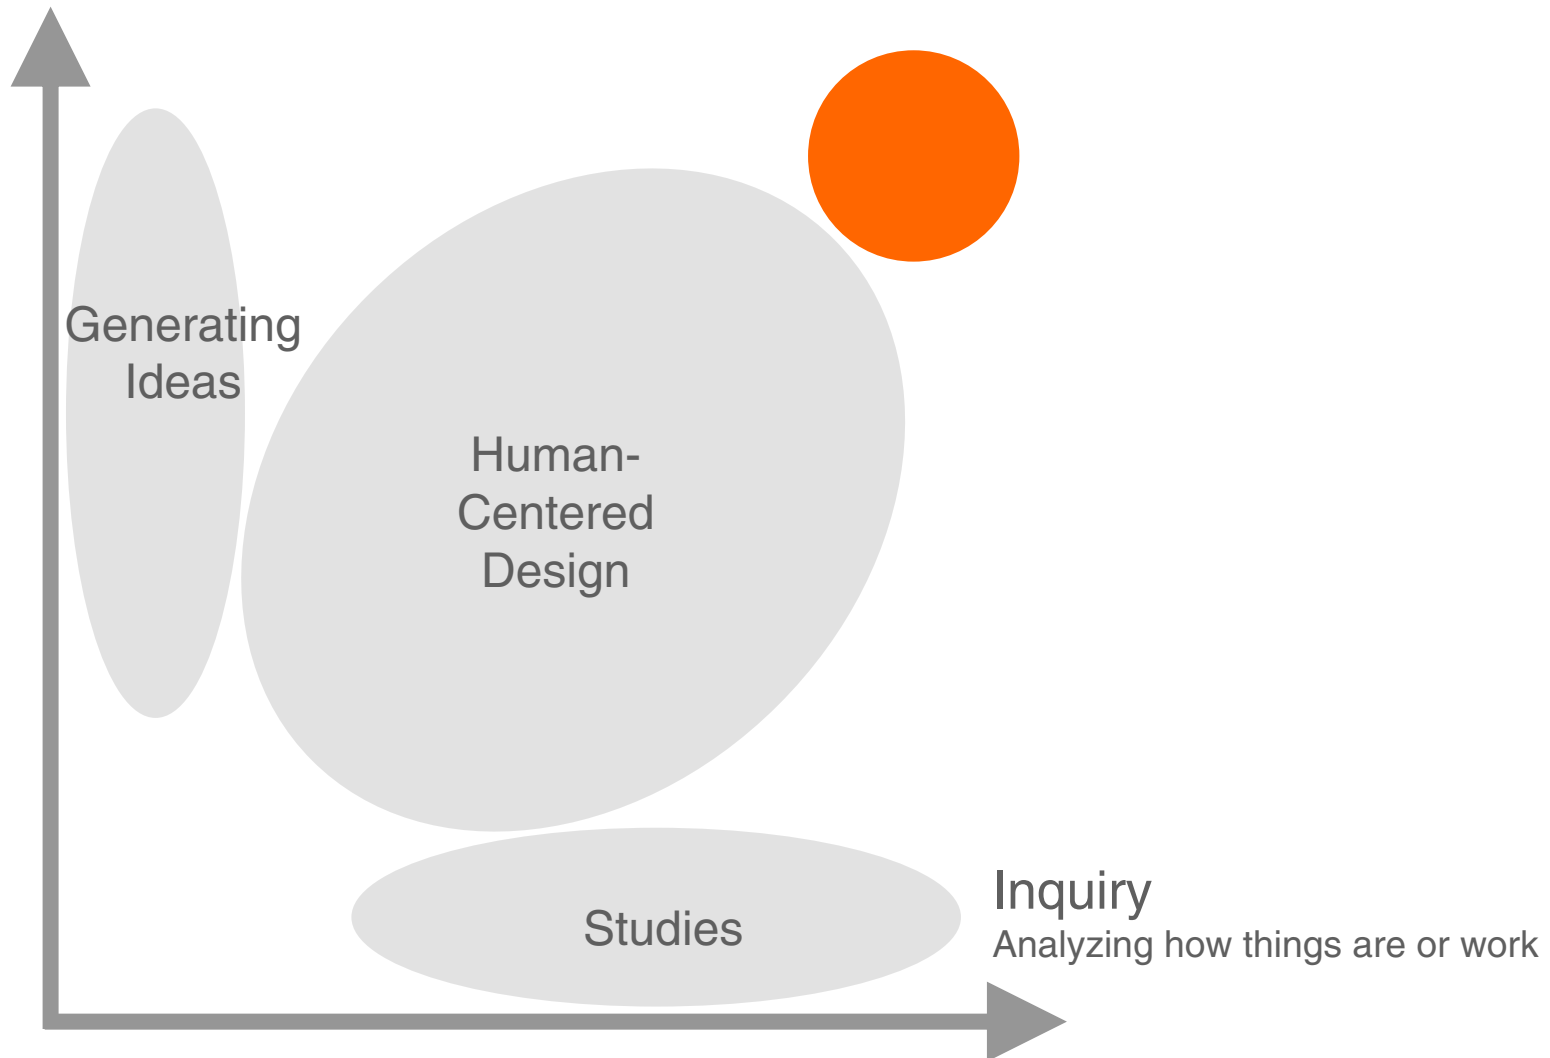 Generating
Ideas
Human-
Centered
Design
Studies
Inquiry
Analyzing how things are or work